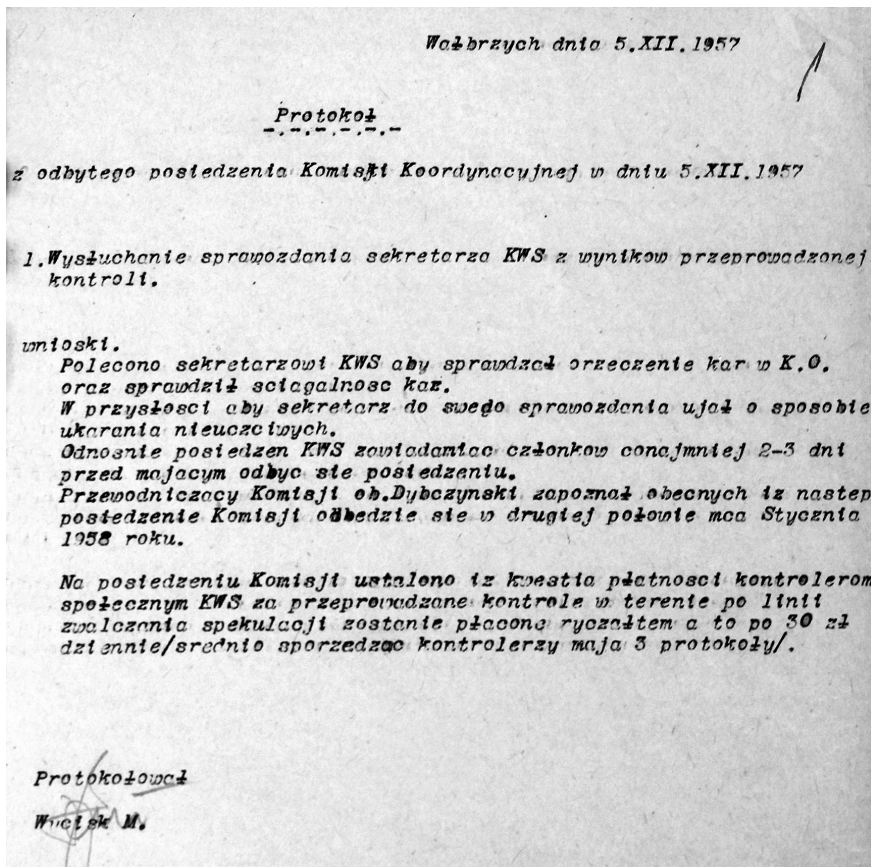 Wałbrzych dnia 5.XII.1957
Protokoł
z odbytego posiedzenia Komisji Koordynacyjnej w dniu 5.XII.1957
1.Wysłuchanie sprawozdania sekretarza KWS z wynikow przeprowadzonej
kontroli.
wnioski.
Polecono sekretarzowi KWS aby sprawdzał orzeczenie kar w K.O.
oraz sprawdził sciagalnosc kar.
W przysłosci aby sekretarz do swego sprawozdania ujał o sposobie
ukarania nieuczciwych.
Odnosnie posiedzen KWS zawiadamiac członkow conajmniej 2-3 dni
przed majacym odbyc sie posiedzeniu.
Przewodniczacy Komisji ob.Dybczynski zapoznał obecnych iz nastep
posiedzenie Komisji odbedzie sie w drugiej połowie mca Stycznia
1958 roku.
Na posiedzeniu Komisji ustalono iz kwestia płatnosci kontrolerom
społecznym KWS za przeprowadzane kontrole w terenie po linii
zwalczania spekulacji zostanie płacone ryczałtem a to po 30 zł
dziennie/srednio sporzedzac kontrolerzy maja 3 protokoły/.
Protokołował
Wucisk M.